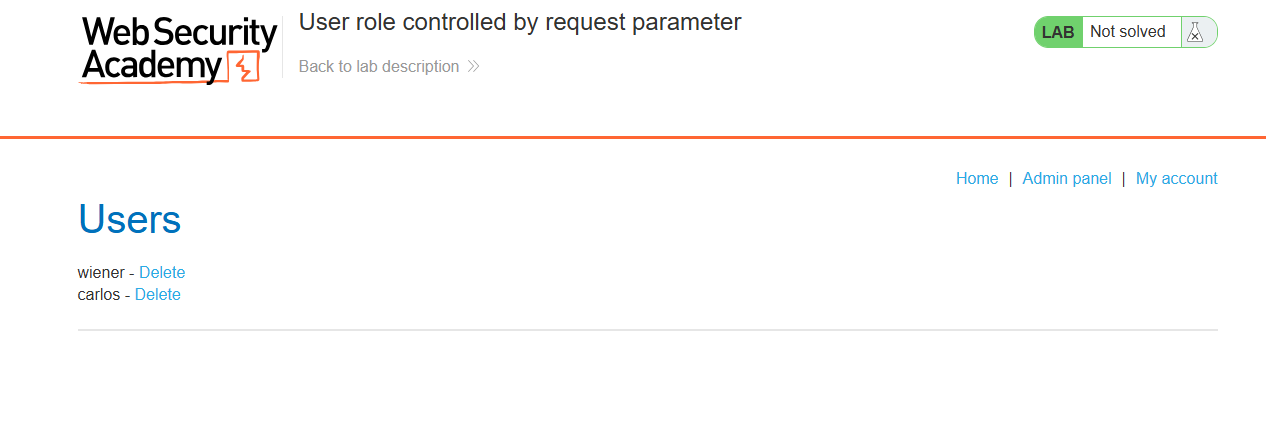 Web Security
Academy
User role controlled by request parameter
Back to lab description
LAB Not solved
Home | Admin panel | My account
Users
wiener - Delete
carlos - Delete